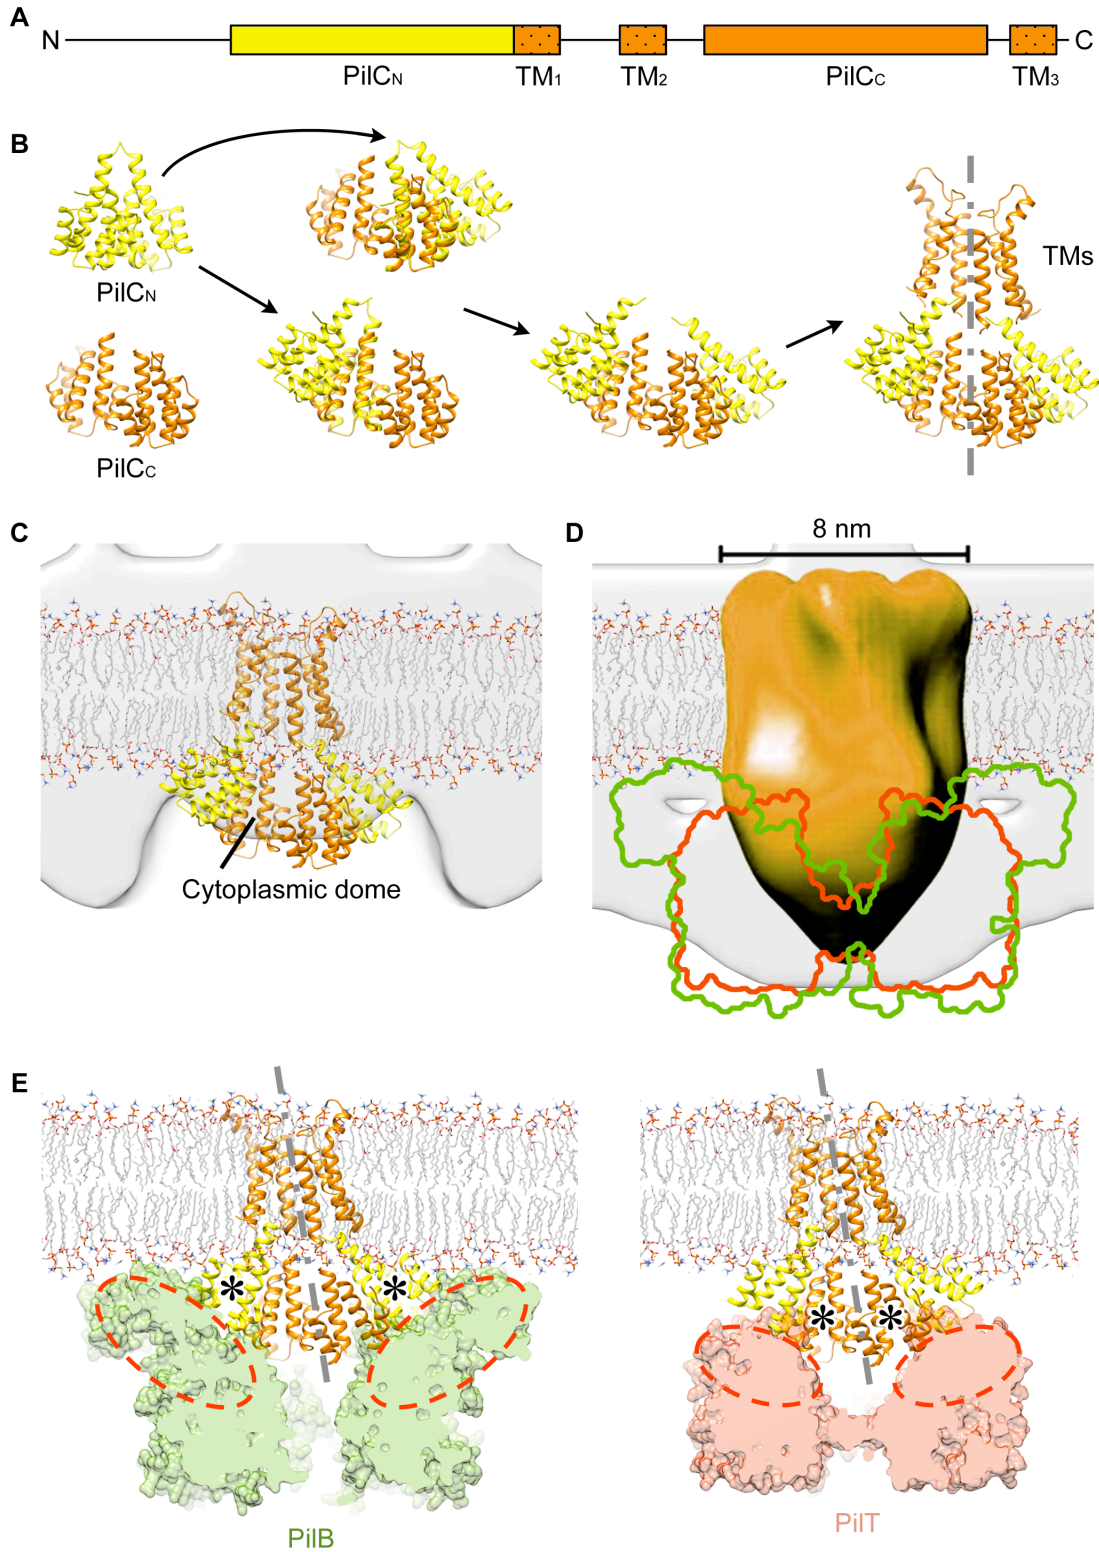 A
N
C
PilCN
TM1
TM2
PilCC
TM3
B
PilCN
PilCC
TMs
C
Cytoplasmic dome
D
8 nm
E
*
*
*
*
PilB
PilT